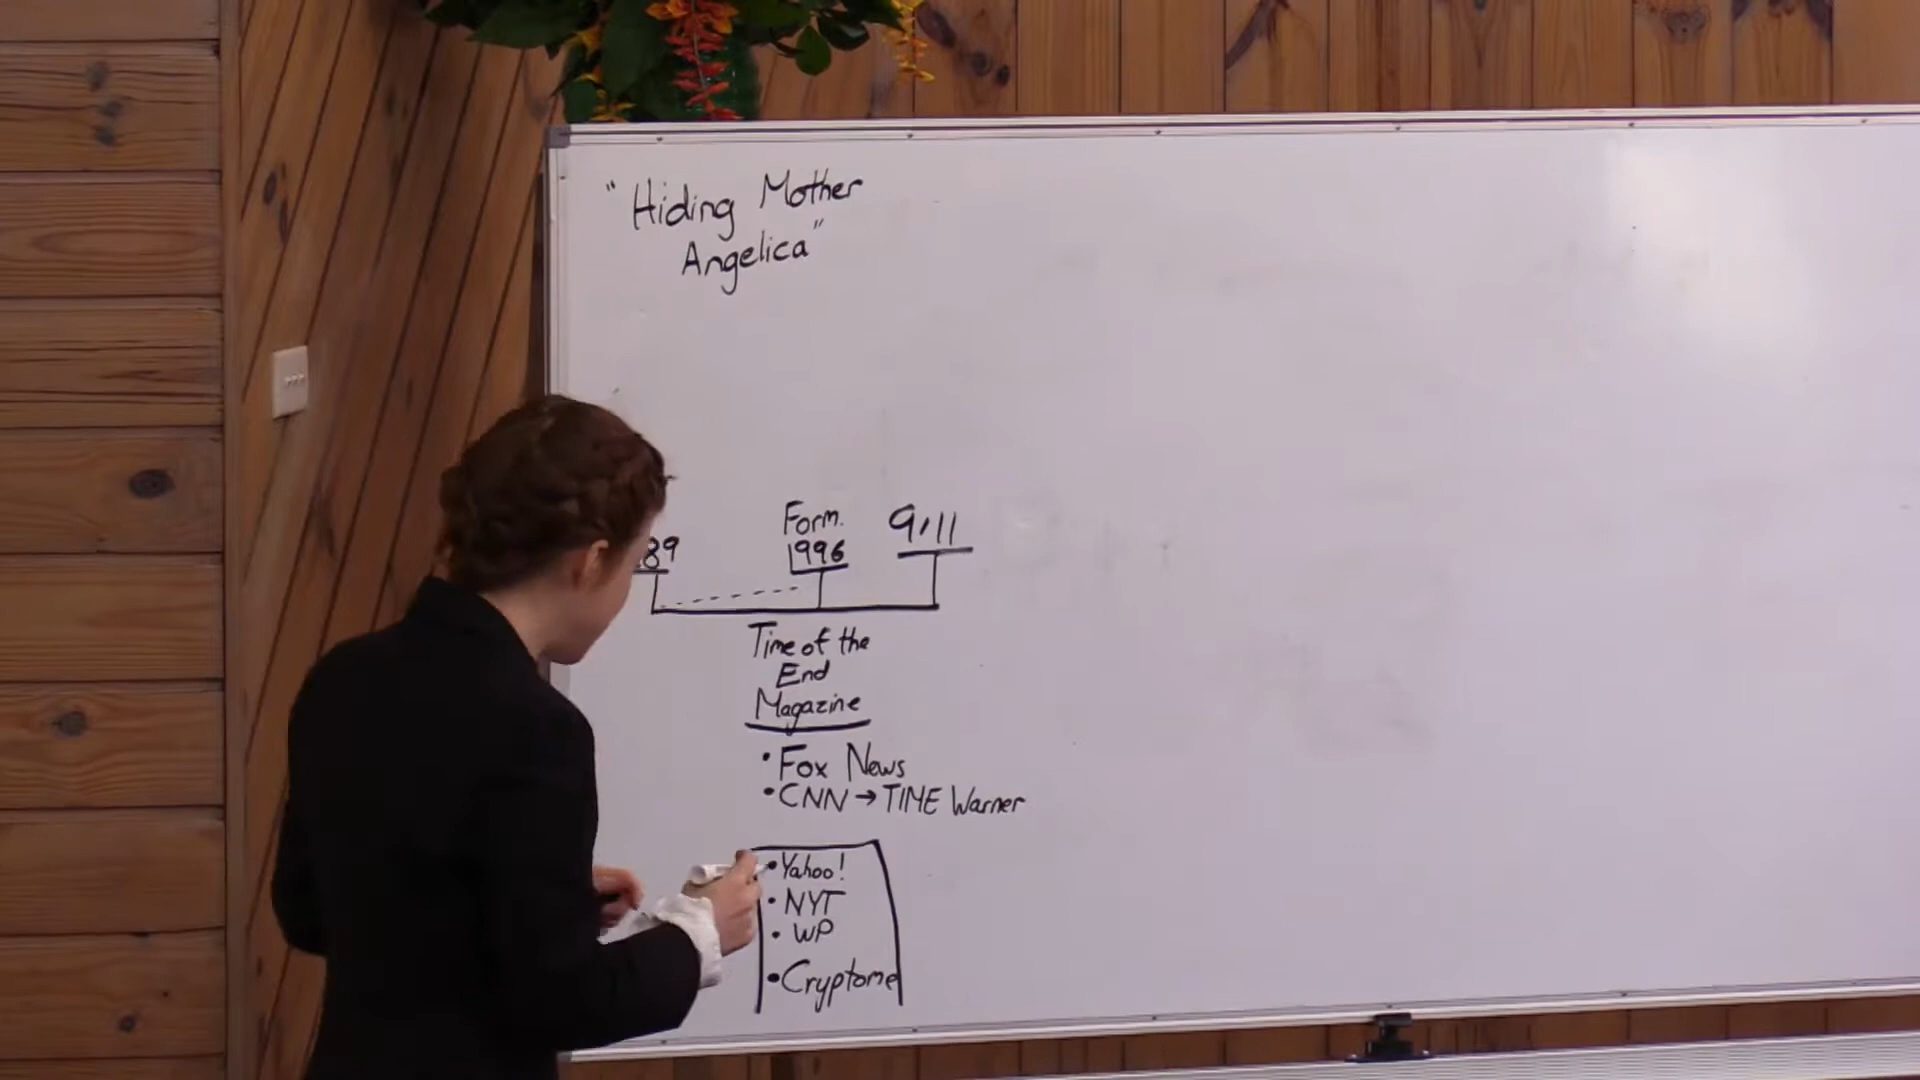 "Hiding Mother
Angelica"
89
Form.
1996
9/11
Time of the
End
Magazine
• Fox News
• CNN → TIME Warner
• Yahoo!
• NYT
• WP
• Cryptome